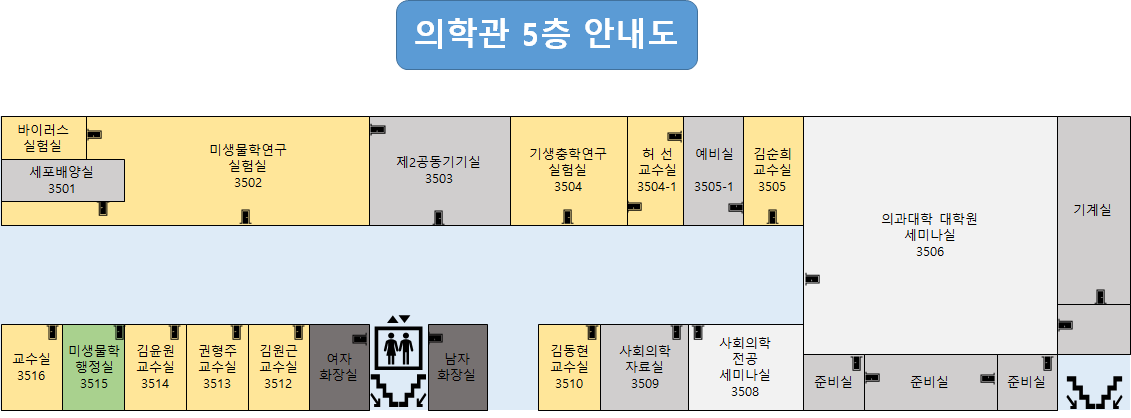 의학관 5층 안내도
바이러스
실험실
세포배양실
3501
미생물학연구
실험실
3502
제2공동기기실
3503
기생충학연구
실험실
3504
허 선
교수실
3504-1
예비실
3505-1
김순희
교수실
3505
의과대학 대학원
세미나실
3506
기계실
교수실
3516
미생물학
행정실
3515
김윤원
교수실
3514
권형주
교수실
3513
김원근
교수실
3512
여자
화장실
남자
화장실
김동현
교수실
3510
사회의학
자료실
3509
사회의학
전공
세미나실
3508
준비실
준비실
준비실